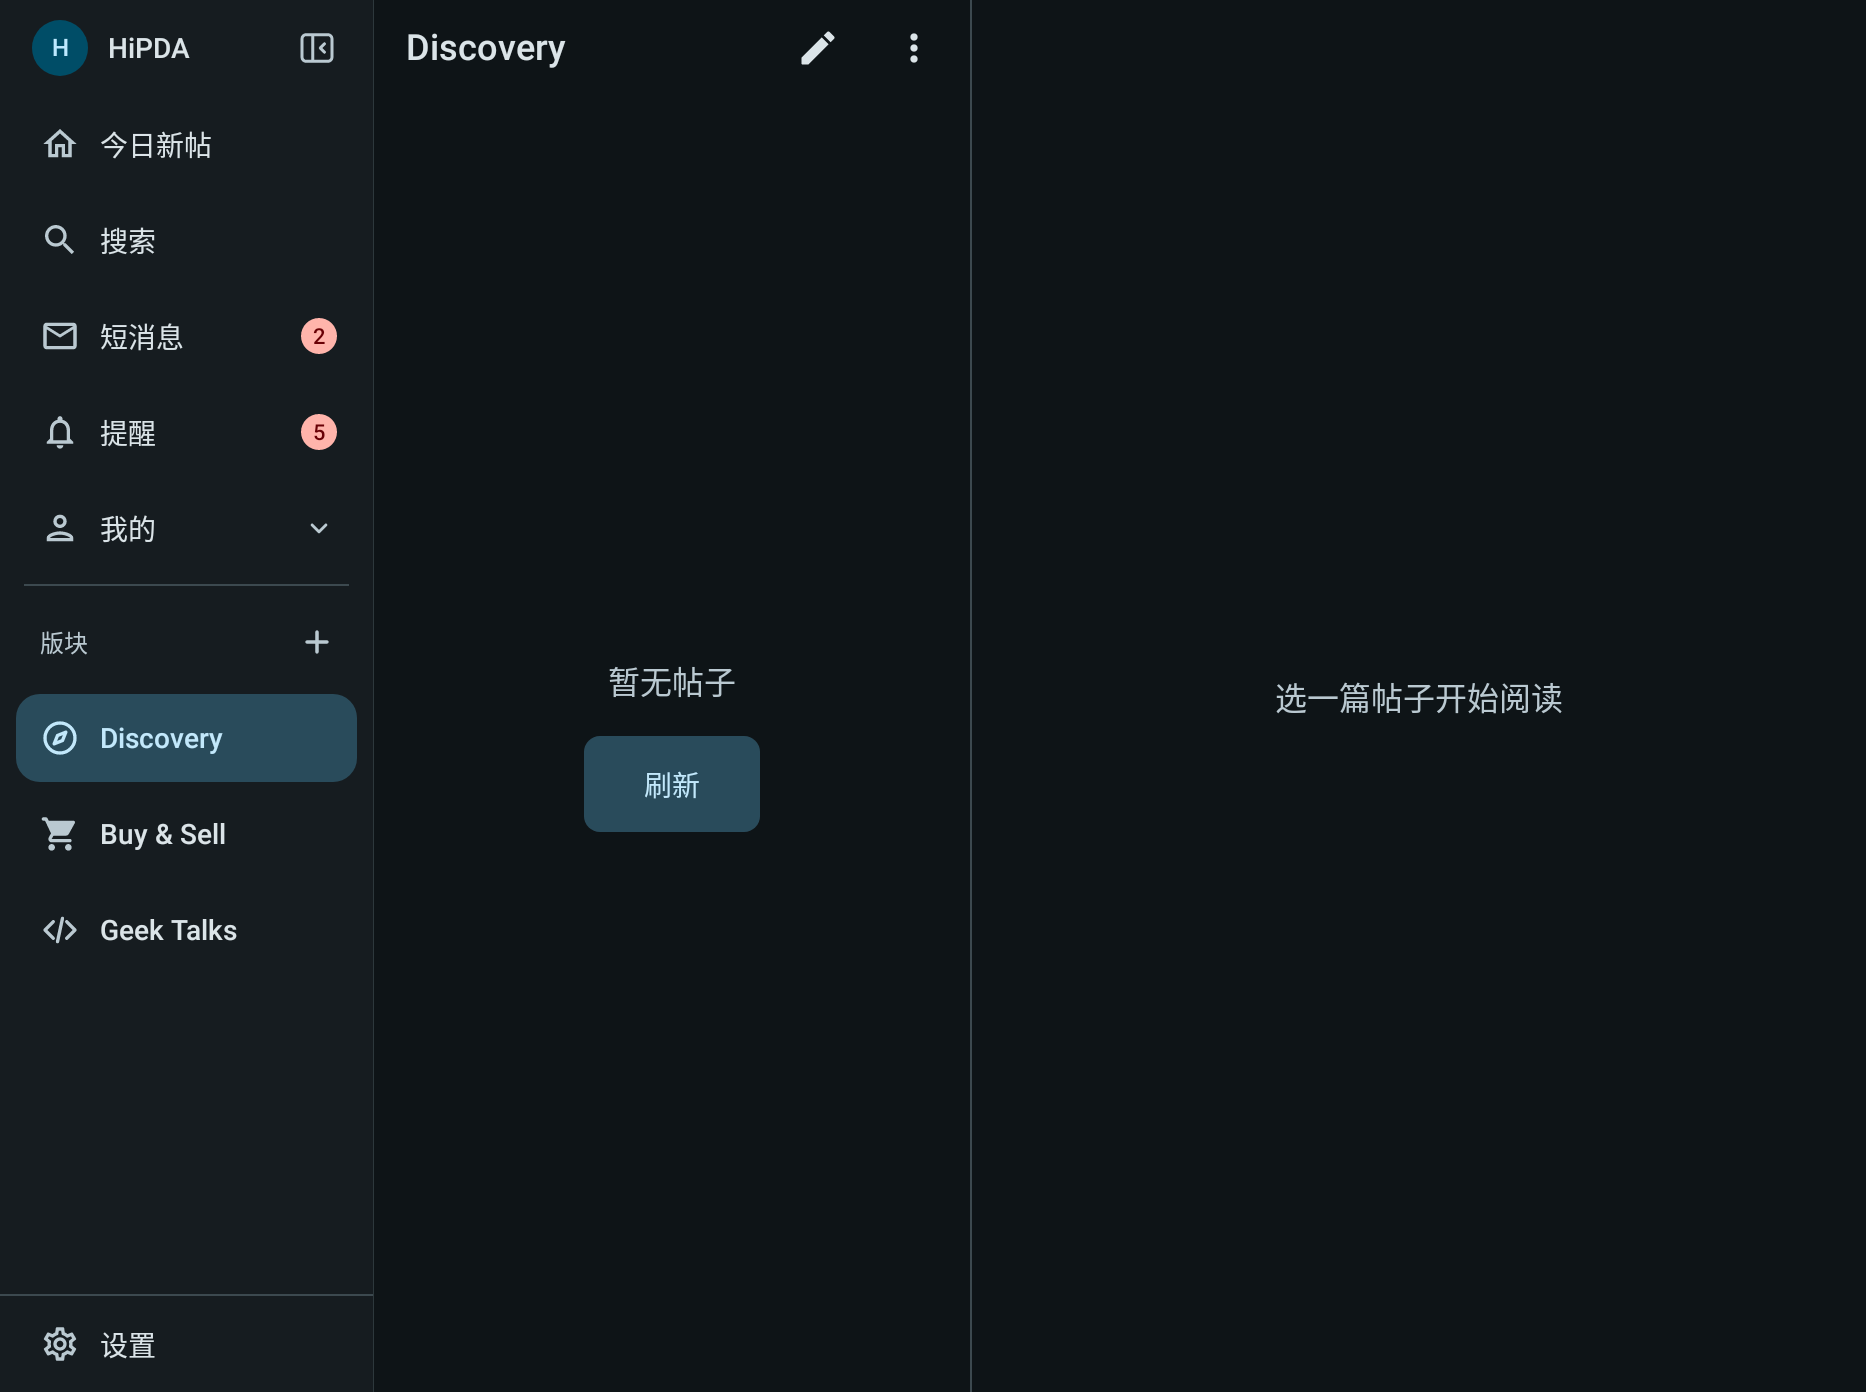 H
HiPDA
今日新帖
搜索
短消息
2
提醒
5
我的
版块
Discovery
Buy & Sell
Geek Talks
设置
Discovery
暂无帖子
刷新
选一篇帖子开始阅读